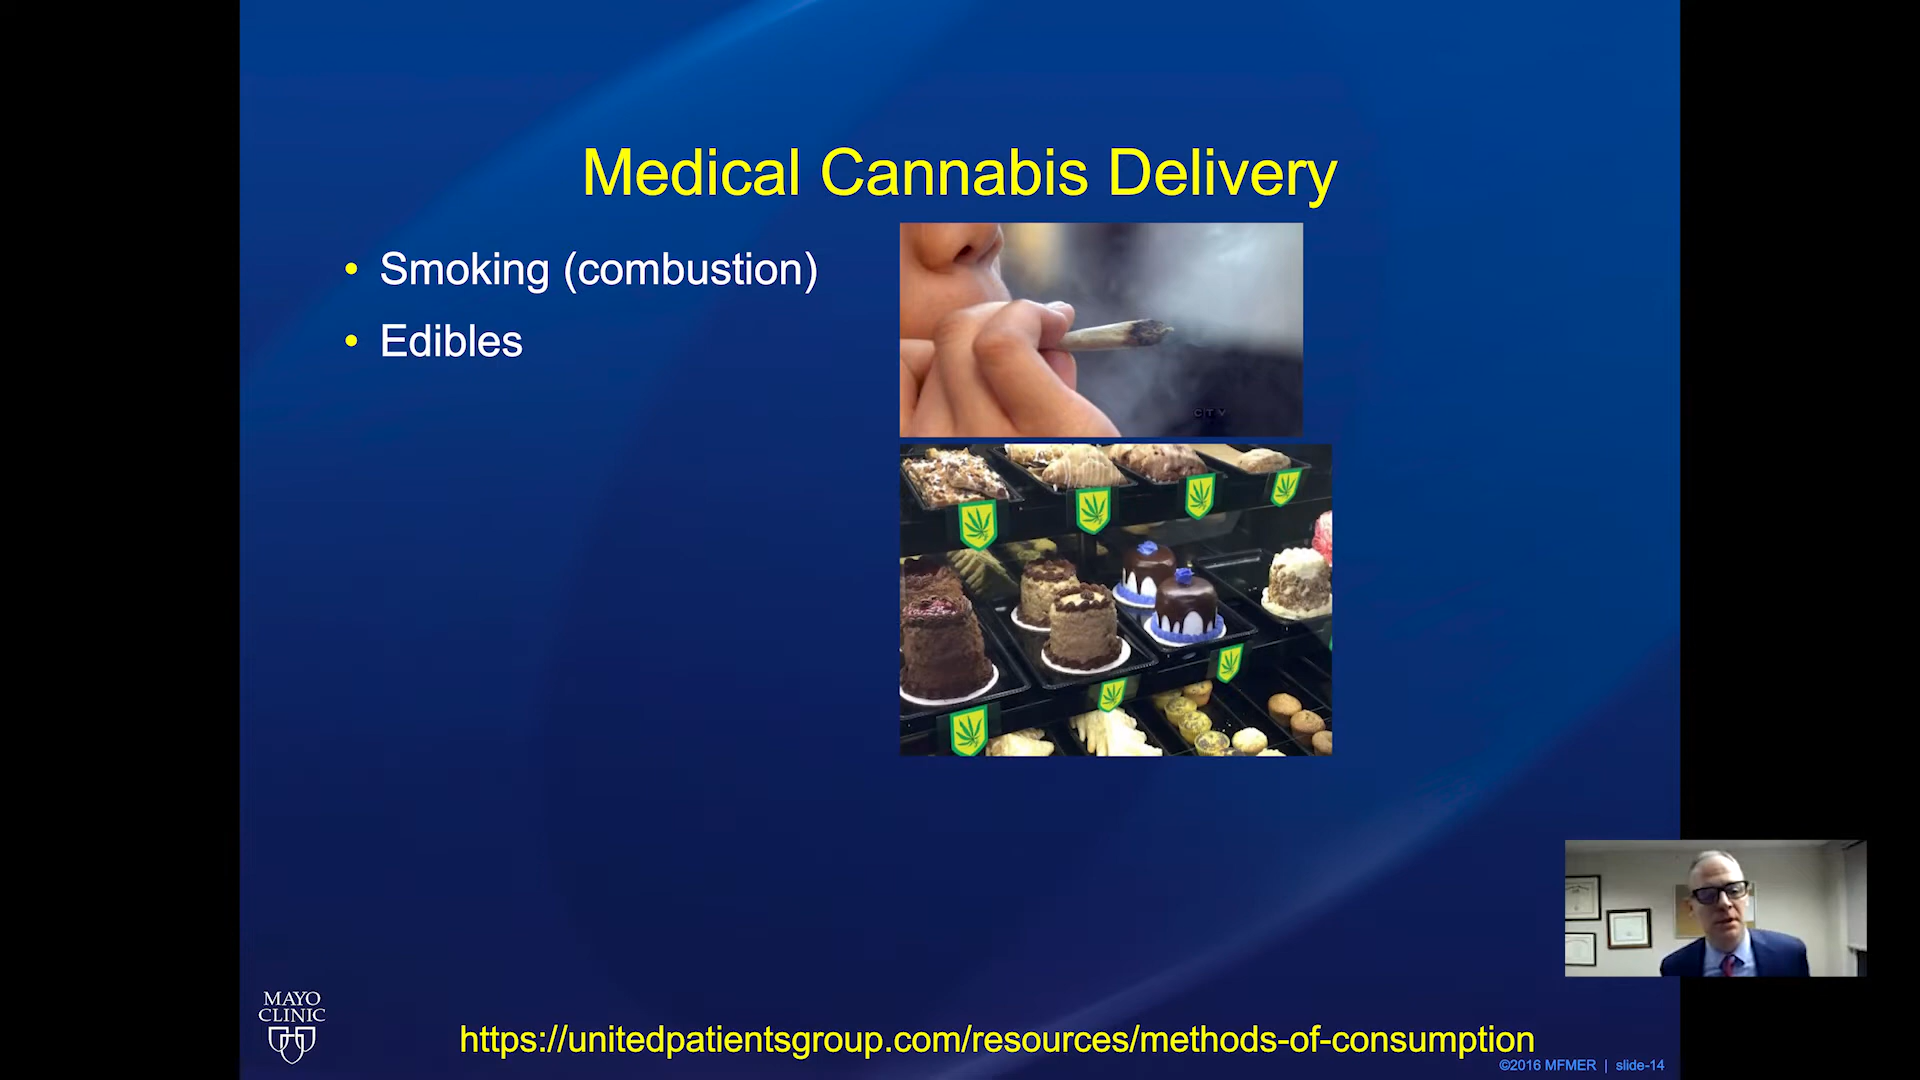 Medical Cannabis Delivery
• Smoking (combustion)
• Edibles
CTV
MAYO
CLINIC
https://unitedpatientsgroup.com/resources/methods-of-consumption
©2016 MFMER | slide-14